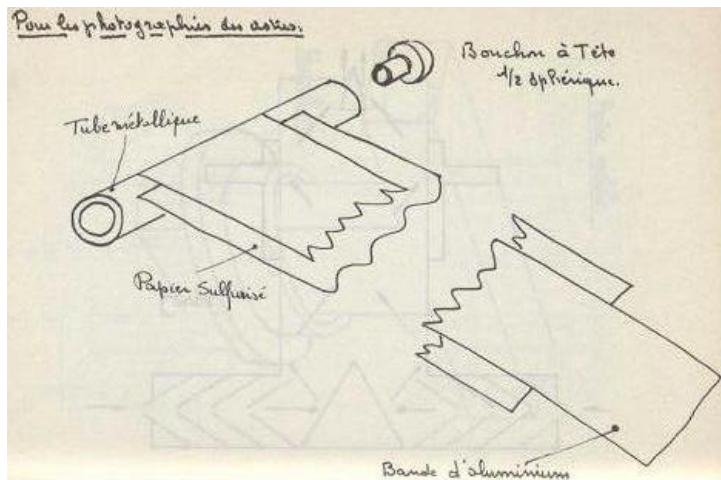 Pour les photographies des astres.
Bouchon à Tête
1/2 sphérique.
Tube métallique
Papier Sulfurisé
Bande d'aluminium